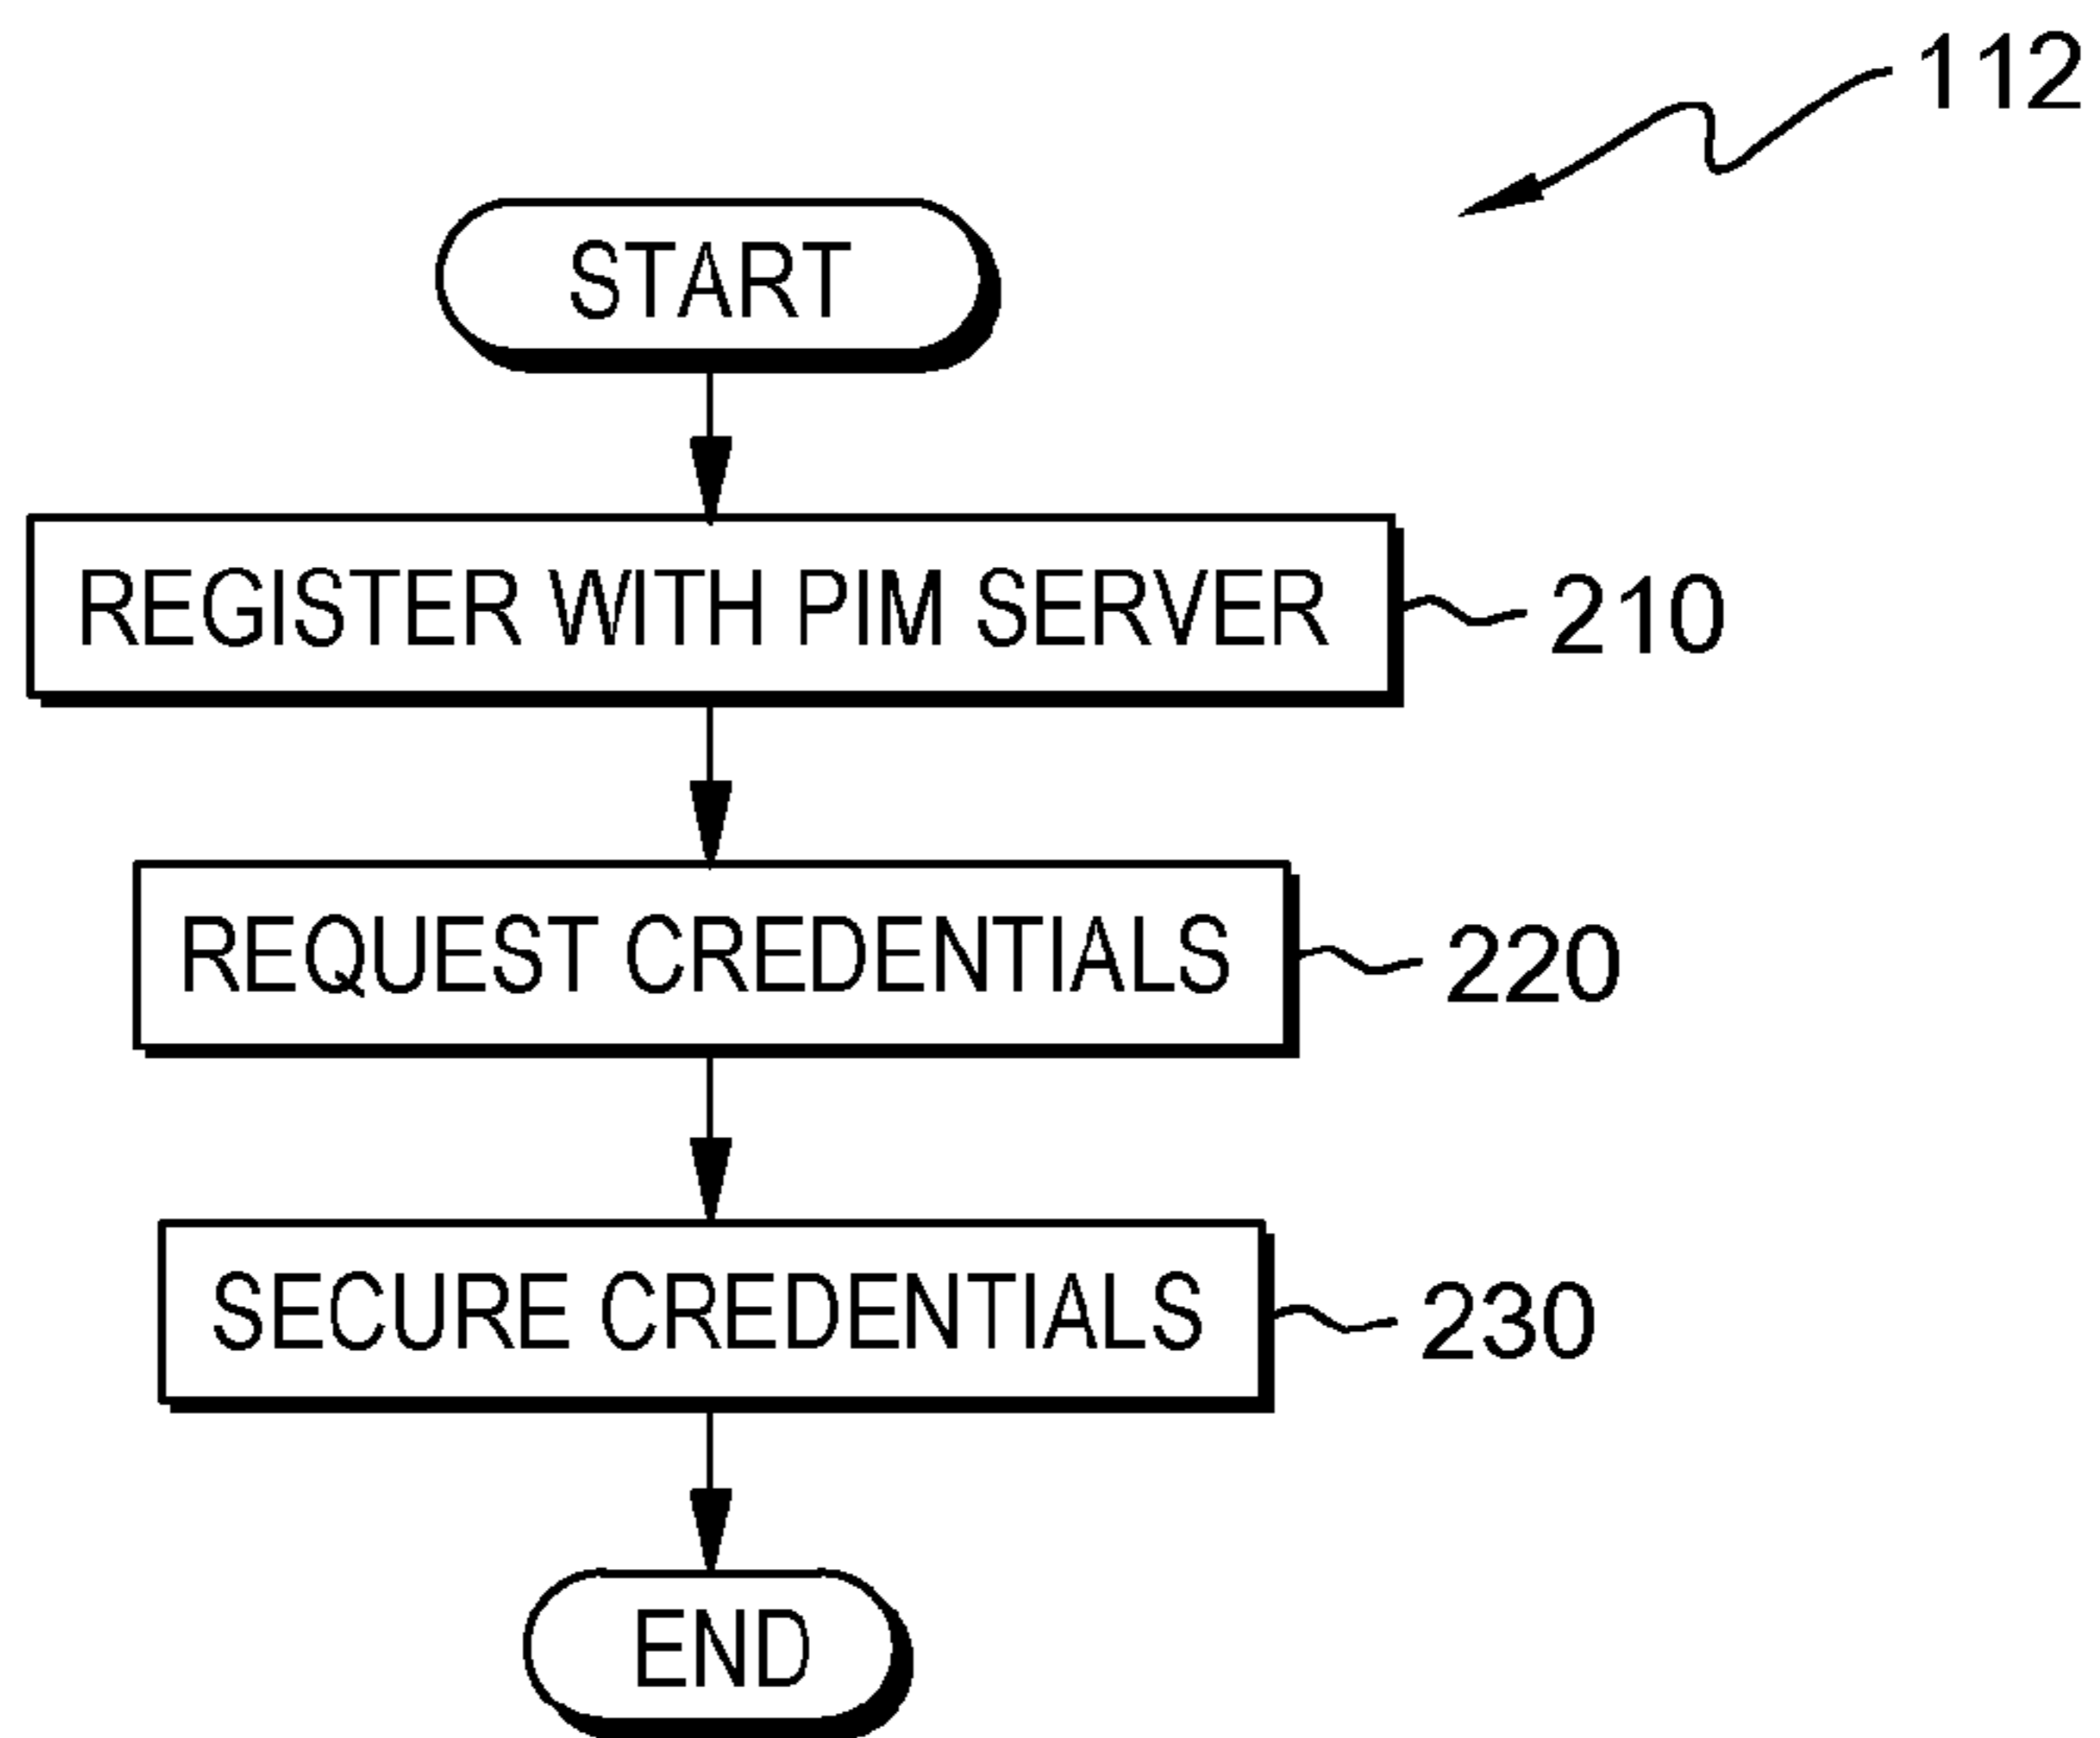 112
START
REGISTER WITH PIM SERVER
210
REQUEST CREDENTIALS
220
SECURE CREDENTIALS
230
END